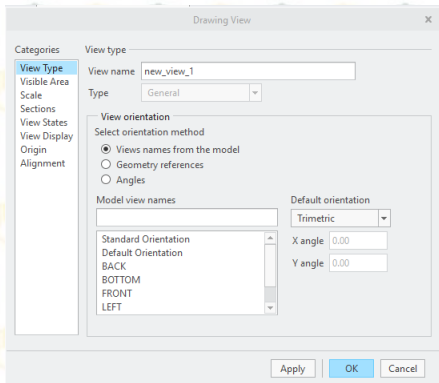 Drawing View
x
Categories
View Type
Visible Area
Scale
Sections
View States
View Display
Origin
Alignment
View type
View name new_view_1
Type General
View orientation
Select orientation method
Views names from the model
Geometry references
Angles
Model view names
Standard Orientation
Default Orientation
BACK
BOTTOM
FRONT
LEFT
Default orientation
Trimetric
X angle 0.00
Y angle 0.00
Apply OK Cancel